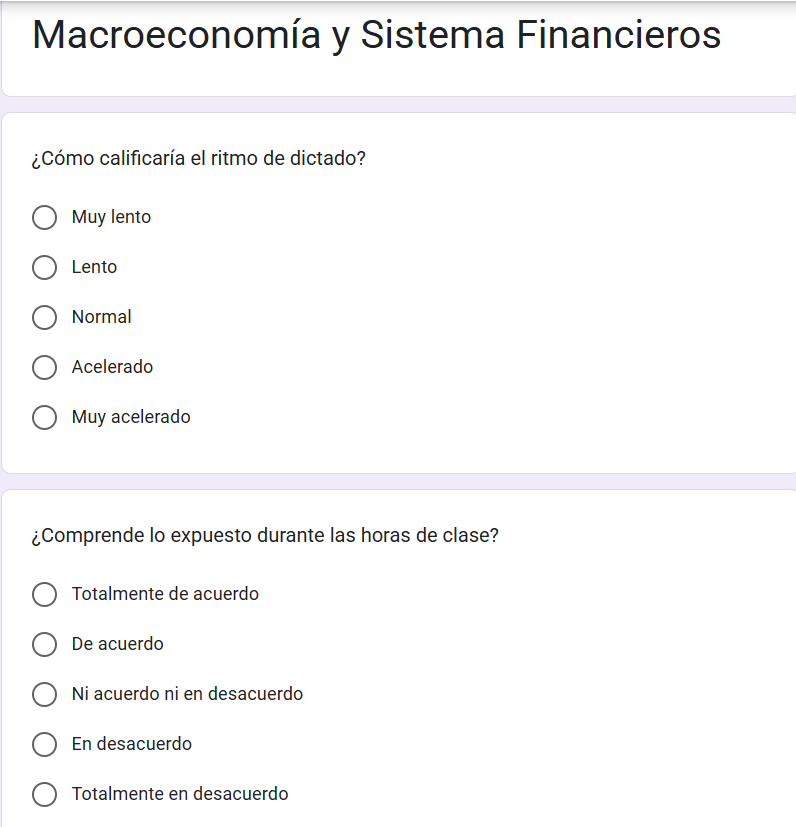 Macroeconomía y Sistema Financieros
¿Cómo calificaría el ritmo de dictado?
Muy lento
Lento
Normal
Acelerado
Muy acelerado
¿Comprende lo expuesto durante las horas de clase?
Totalmente de acuerdo
De acuerdo
Ni acuerdo ni en desacuerdo
En desacuerdo
Totalmente en desacuerdo